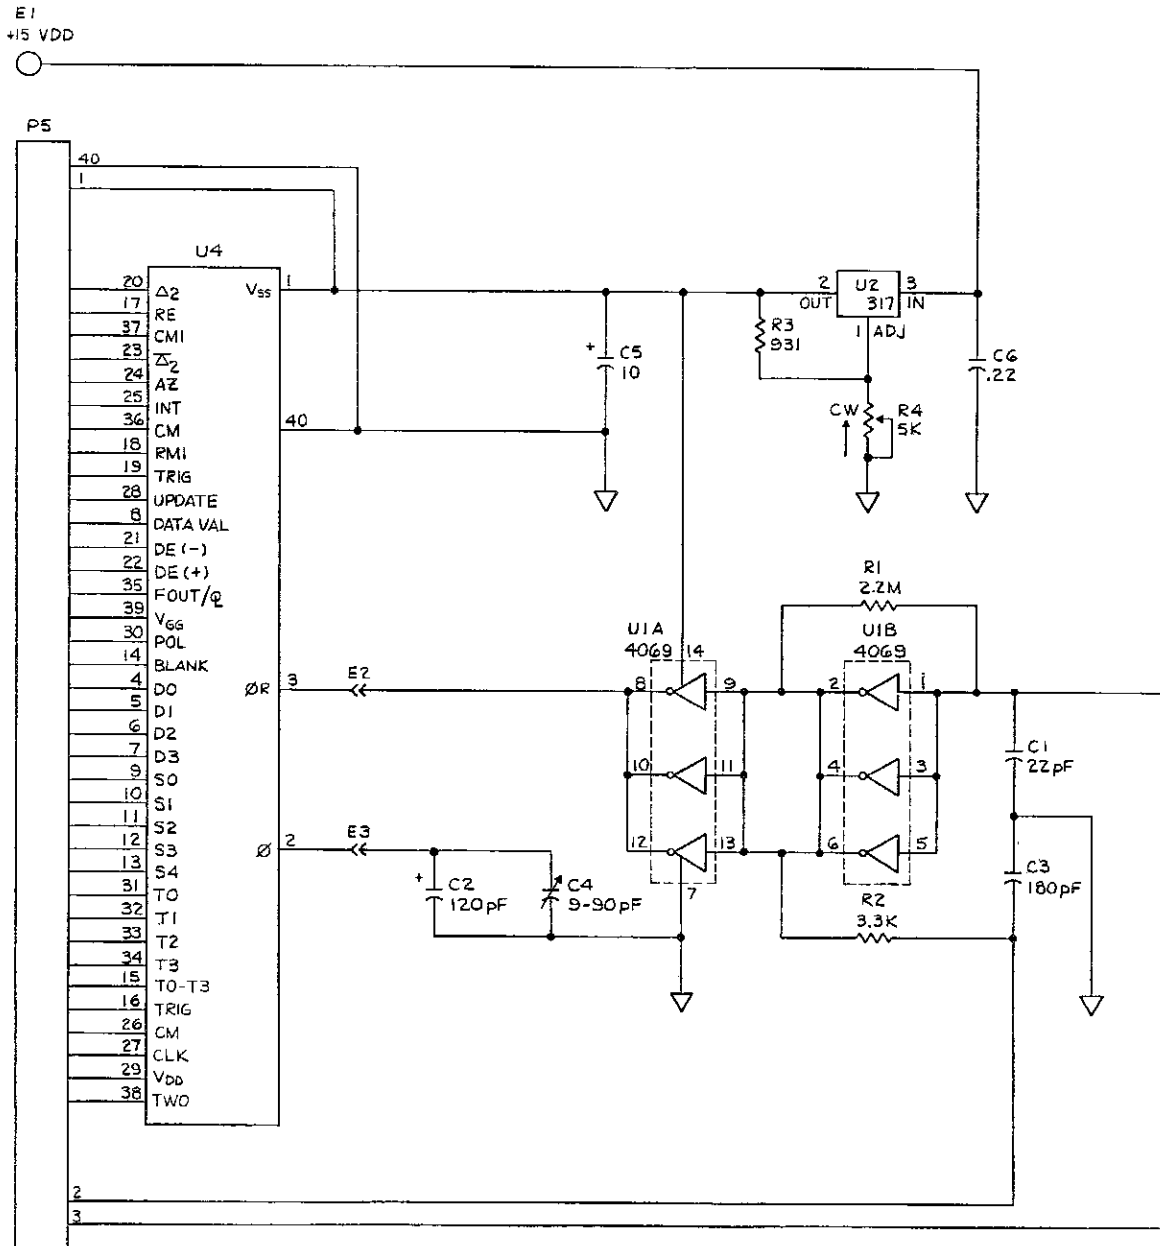 E1
+15 VDD
P5
40
1
U4
20 Δ2
VSS 1
17 RE
37 CM1
23 Δ̅2
24 AZ
25 INT
36 CM
40
18 RM1
19 TRIG
28 UPDATE
8 DATA VAL
21 DE (-)
22 DE (+)
35 FOUT/Q
39 VGG
30 POL
14 BLANK
4 D0
ØR 3
E2
5 D1
6 D2
7 D3
9 S0
10 S1
11 S2
12 S3
Ø 2
E3
13 S4
31 T0
32 T1
33 T2
34 T3
15 T0-T3
16 TRIG
26 CM
27 CLK
29 VDD
38 TWO
2
3
+ C5
10
2
OUT
U2
317
3
IN
1 ADJ
R3
931
CW
R4
5K
C6
.22
R1
2.2M
U1A
4069 14
U1B
4069
8 9
2 1
10 11
4 3
12 13
6 5
7
R2
3.3K
C1
22pF
C3
180pF
+ C2
120pF
C4
9-90pF